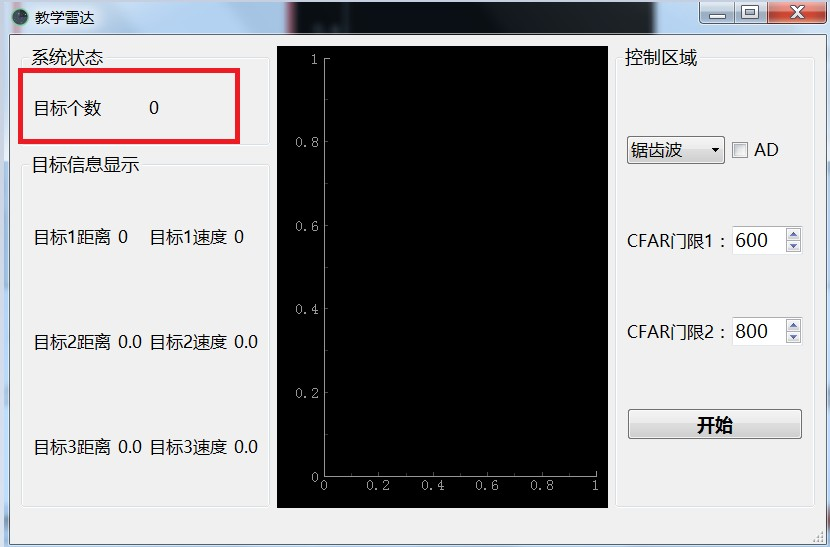 教学雷达
系统状态
目标个数 0
目标信息显示
目标1距离 0 目标1速度 0
目标2距离 0.0 目标2速度 0.0
目标3距离 0.0 目标3速度 0.0
1
0.8
0.6
0.4
0.2
0
0 0.2 0.4 0.6 0.8 1
控制区域
锯齿波 AD
CFAR门限1： 600
CFAR门限2： 800
开始